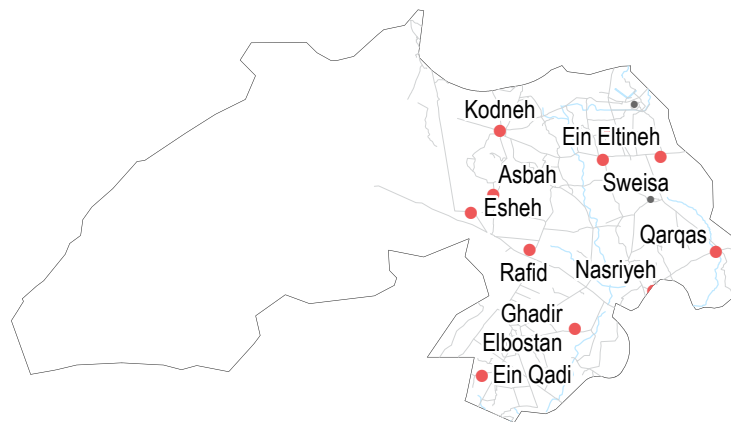 Kodneh
Ein Eltineh
Asbah
Sweisa
Esheh
Qarqas
Rafid
Nasriyeh
Ghadir
Elbostan
Ein Qadi